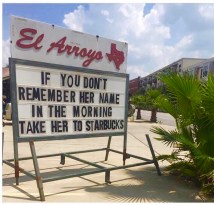 El Arroyo
IF YOU DON'T
REMEMBER HER NAME
IN THE MORNING
TAKE HER TO STARBUCKS